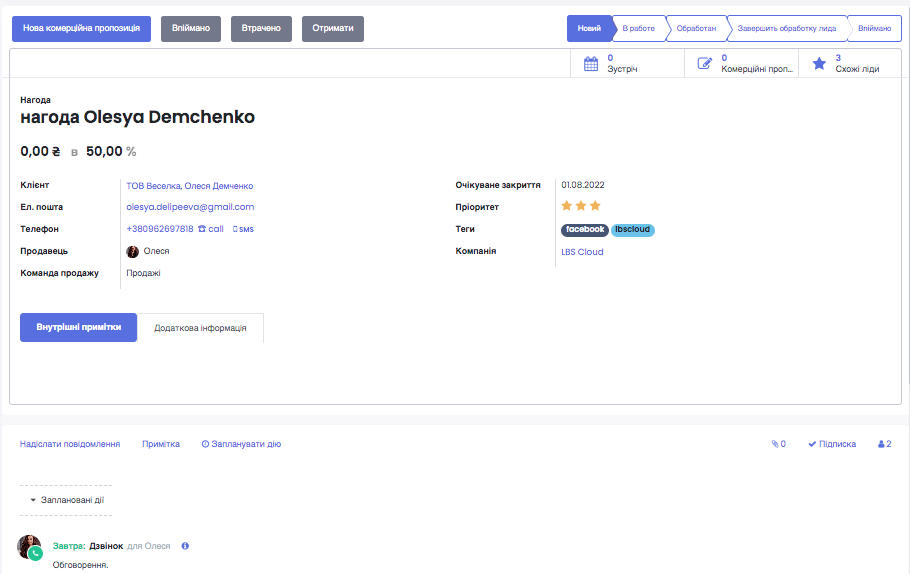 Нова комерційна пропозиція Впіймано Втрачено Отримати Новий В работе Обработан Завершить обработку лида Впіймано
0 Зустріч
0 Комерційні проп...
3 Схожі ліди
Нагода
нагода Olesya Demchenko
0,00 ₴ в 50,00 %
Клієнт ТОВ Веселка, Олеся Демченко
Ел. пошта olesya.delipeeva@gmail.com
Телефон +380962697818 call SMS
Продавець Олеся
Команда продажу Продажі
Очікуване закриття 01.08.2022
Пріоритет
Теги facebook lbscloud
Компанія LBS Cloud
Внутрішні примітки Додаткова інформація
Надіслати повідомлення Примітка Запланувати дію 0 Підписка 2
Заплановані дії
Завтра: Дзвінок для Олеся
Обговорення.